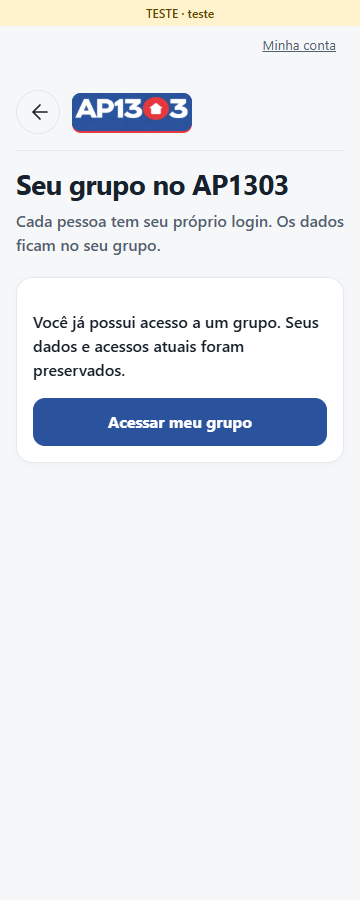 TESTE · teste
Minha conta
AP1303
Seu grupo no AP1303
Cada pessoa tem seu próprio login. Os dados
ficam no seu grupo.
Você já possui acesso a um grupo. Seus
dados e acessos atuais foram
preservados.
Acessar meu grupo